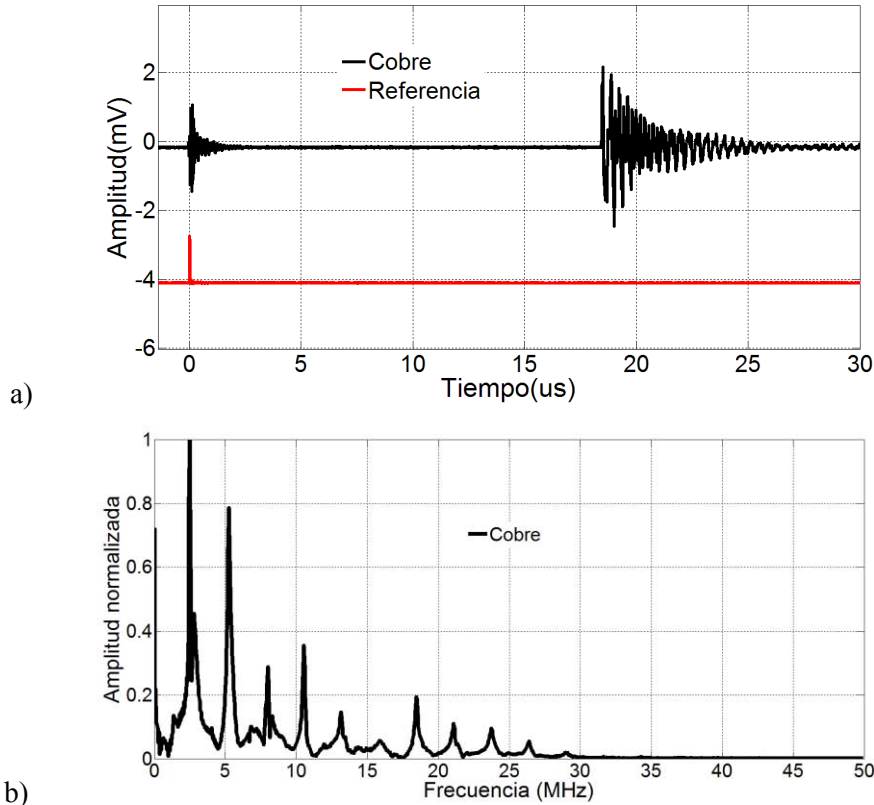 Amplitud(mV)
2
0
-2
-4
-6
Cobre
Referencia
0 5 10 15 20 25 30
Tiempo(us)
a)
Amplitud normalizada
1
0.8
0.6
0.4
0.2
0
Cobre
0 5 10 15 20 25 30 35 40 45 50
Frecuencia (MHz)
b)